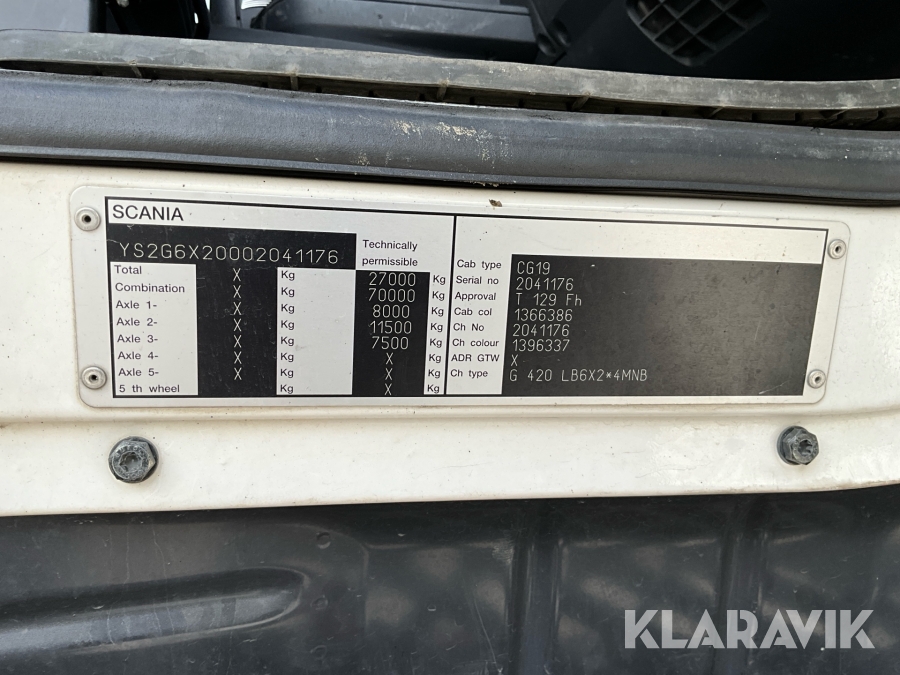 SCANIA
YS2G6X20002041176
Technically permissible
Total X Kg 27000 Kg
Combination X Kg 70000 Kg
Axle 1- X Kg 8000 Kg
Axle 2- X Kg 11500 Kg
Axle 3- X Kg 7500 Kg
Axle 4- X Kg X Kg
Axle 5- X Kg X Kg
5 th wheel Kg X Kg
Cab type CG19
Serial no 2041176
Approval T 129 Fh
Cab col 1366386
Ch No 2041176
Ch colour 1396337
ADR GTW X
Ch type G 420 LB6X2*4MNB
KLARAVIK